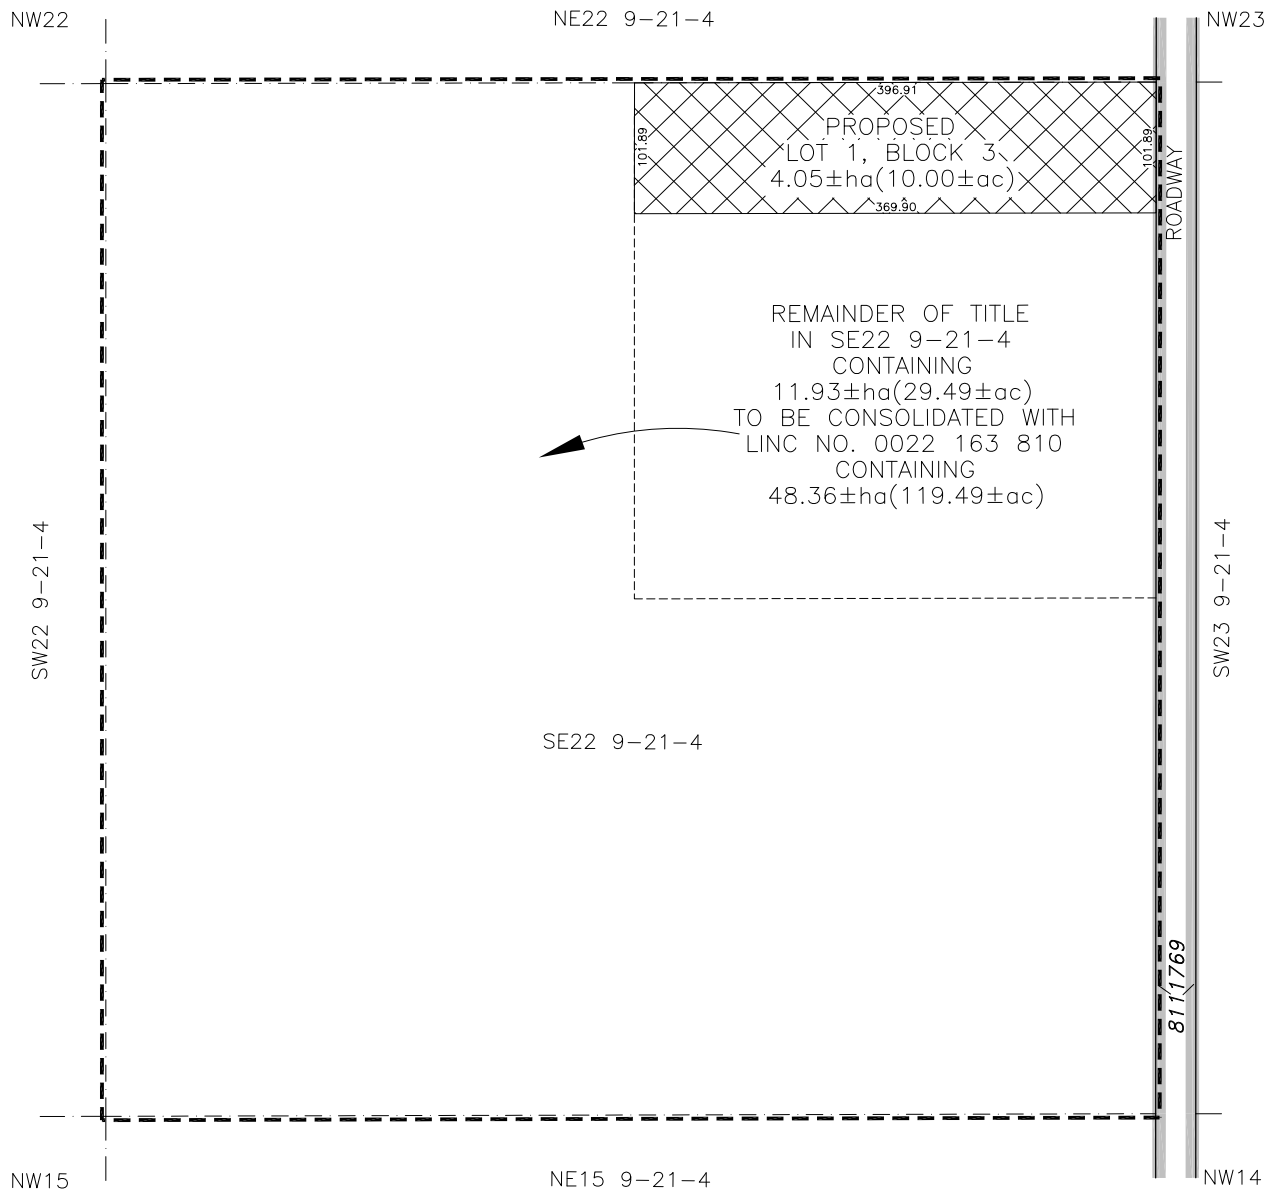 NW22
NE22 9-21-4
NW23
396.91
101.89
101.89
PROPOSED
LOT 1, BLOCK 3
4.05±ha(10.00±ac)
369.90
ROADWAY
REMAINDER OF TITLE
IN SE22 9-21-4
CONTAINING
11.93±ha(29.49±ac)
TO BE CONSOLIDATED WITH
LINC NO. 0022 163 810
CONTAINING
48.36±ha(119.49±ac)
SW22 9-21-4
SW23 9-21-4
SE22 9-21-4
8111769
NW15
NE15 9-21-4
NW14